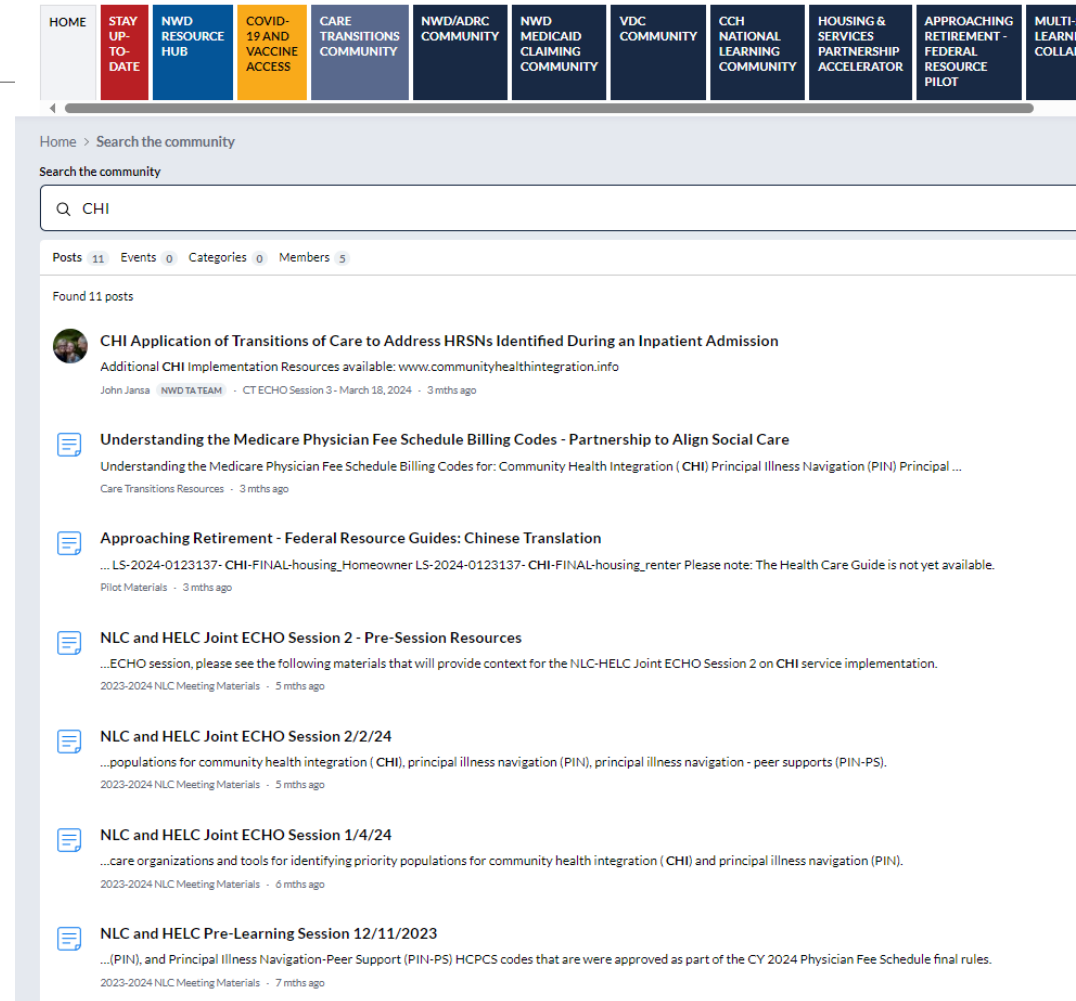 HOME
STAY
UP-
TO-
DATE
NWD
RESOURCE
HUB
COVID-
19 AND
VACCINE
ACCESS
CARE
TRANSITIONS
COMMUNITY
NWD/ADRC
COMMUNITY
NWD
MEDICAID
CLAIMING
COMMUNITY
VDC
COMMUNITY
CCH
NATIONAL
LEARNING
COMMUNITY
HOUSING &
SERVICES
PARTNERSHIP
ACCELERATOR
APPROACHING
RETIREMENT -
FEDERAL
RESOURCE
PILOT
MULTI-
LEARNI
COLLAB
Home > Search the community
Search the community
CHI
Posts 11 Events 0 Categories 0 Members 5
Found 11 posts
CHI Application of Transitions of Care to Address HRSNs Identified During an Inpatient Admission
Additional CHI Implementation Resources available: www.communityhealthintegration.info
John Jansa NWD TA TEAM · CT ECHO Session 3 - March 18, 2024 · 3 mths ago
Understanding the Medicare Physician Fee Schedule Billing Codes - Partnership to Align Social Care
Understanding the Medicare Physician Fee Schedule Billing Codes for: Community Health Integration ( CHI) Principal Illness Navigation (PIN) Principal ...
Care Transitions Resources · 3 mths ago
Approaching Retirement - Federal Resource Guides: Chinese Translation
... LS-2024-0123137- CHI-FINAL-housing_Homeowner LS-2024-0123137- CHI-FINAL-housing_renter Please note: The Health Care Guide is not yet available.
Pilot Materials · 3 mths ago
NLC and HELC Joint ECHO Session 2 - Pre-Session Resources
...ECHO session, please see the following materials that will provide context for the NLC-HELC Joint ECHO Session 2 on CHI service implementation.
2023-2024 NLC Meeting Materials · 5 mths ago
NLC and HELC Joint ECHO Session 2/2/24
...populations for community health integration ( CHI), principal illness navigation (PIN), principal illness navigation - peer supports (PIN-PS).
2023-2024 NLC Meeting Materials · 5 mths ago
NLC and HELC Joint ECHO Session 1/4/24
...care organizations and tools for identifying priority populations for community health integration ( CHI) and principal illness navigation (PIN).
2023-2024 NLC Meeting Materials · 6 mths ago
NLC and HELC Pre-Learning Session 12/11/2023
...(PIN), and Principal Illness Navigation-Peer Support (PIN-PS) HCPCS codes that are were approved as part of the CY 2024 Physician Fee Schedule final rules.
2023-2024 NLC Meeting Materials · 7 mths ago